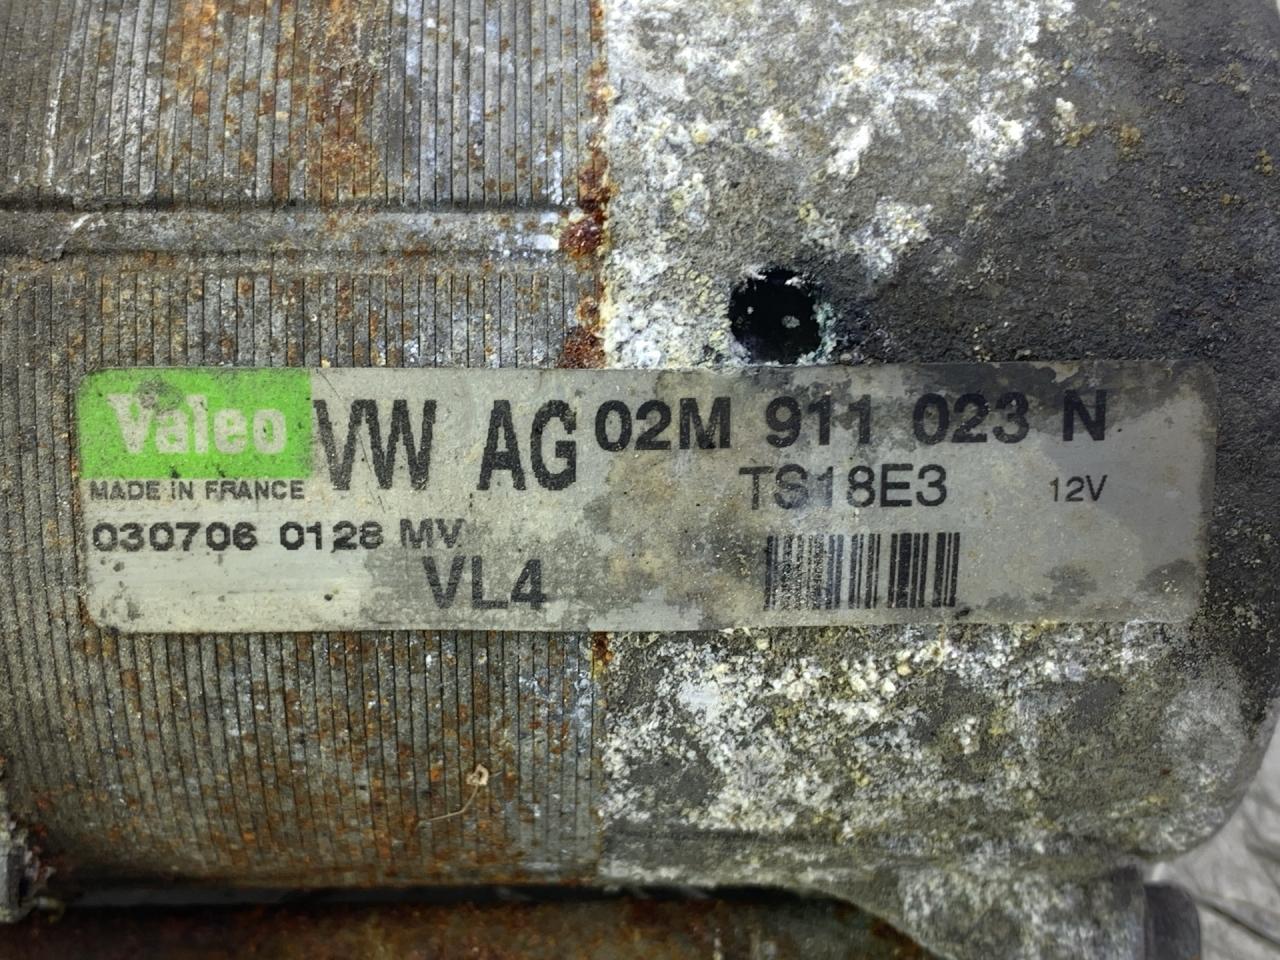 Valeo VW AG 02M 911 023 N
MADE IN FRANCE TS18E3 12V
030706 0128 MV
VL4